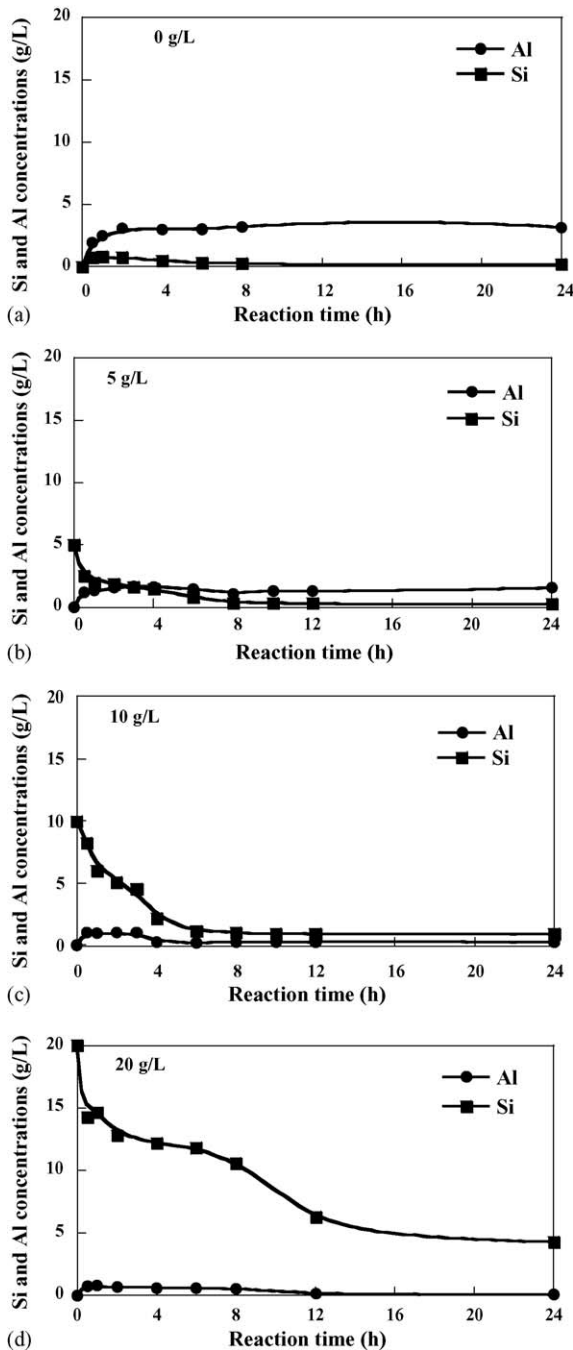 Si and Al concentrations (g/L)
0 g/L
Al
Si
20
15
10
5
0
0 4 8 12 16 20 24
(a)
Reaction time (h)
Si and Al concentrations (g/L)
5 g/L
Al
Si
20
15
10
5
0
0 4 8 12 16 20 24
(b)
Reaction time (h)
Si and Al concentrations (g/L)
10 g/L
Al
Si
20
15
10
5
0
0 4 8 12 16 20 24
(c)
Reaction time (h)
Si and Al concentrations (g/L)
20 g/L
Al
Si
20
15
10
5
0
0 4 8 12 16 20 24
(d)
Reaction time (h)